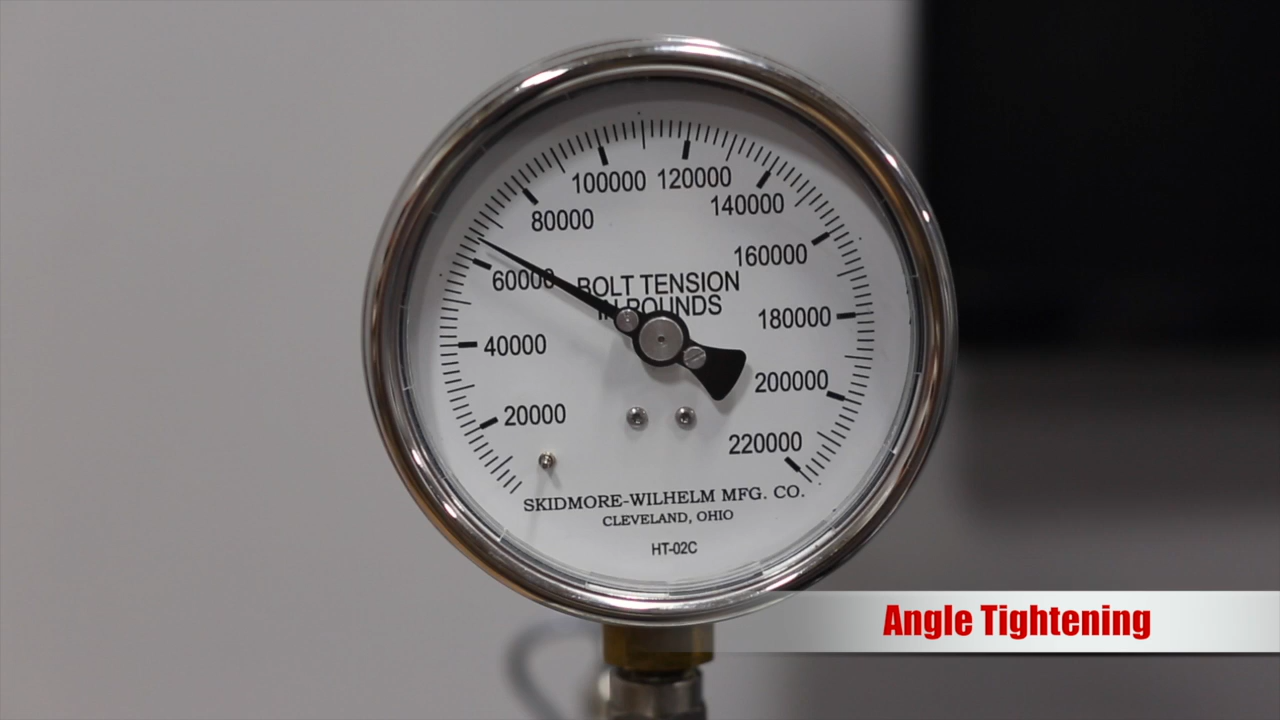 100000 120000
80000
140000
60000
BOLT TENSION
IN POUNDS
160000
180000
40000
200000
20000
220000
SKIDMORE-WILHELM MFG. CO.
CLEVELAND, OHIO
HT-02C
Angle Tightening